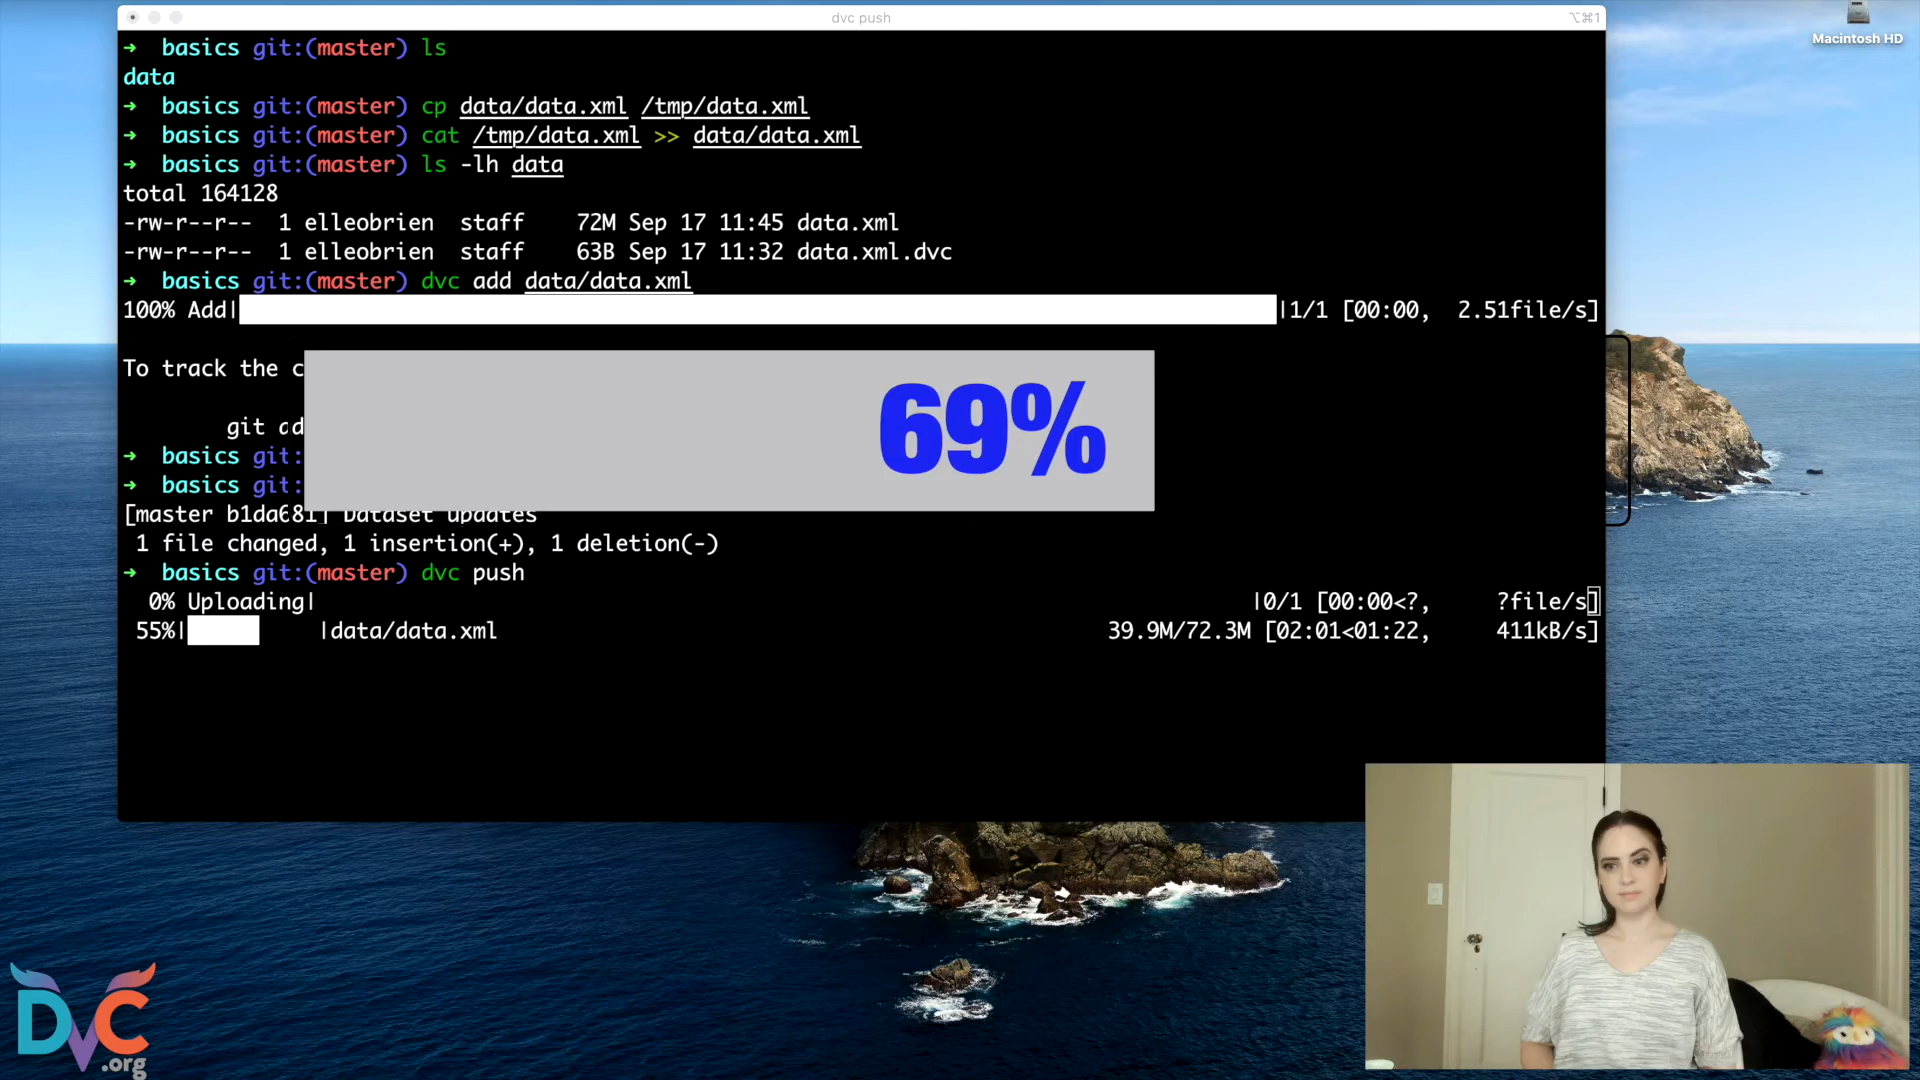 dvc push
⌥⌘1
Macintosh HD
➜ basics git:(master) ls
data
➜ basics git:(master) cp data/data.xml /tmp/data.xml
➜ basics git:(master) cat /tmp/data.xml >> data/data.xml
➜ basics git:(master) ls -lh data
total 164128
-rw-r--r-- 1 elleobrien staff 72M Sep 17 11:45 data.xml
-rw-r--r-- 1 elleobrien staff 63B Sep 17 11:32 data.xml.dvc
➜ basics git:(master) dvc add data/data.xml
100% Add| |1/1 [00:00, 2.51file/s]
To track the c
69%
git ad
➜ basics git:
➜ basics git:
[master b1da681] Dataset updates
1 file changed, 1 insertion(+), 1 deletion(-)
➜ basics git:(master) dvc push
0% Uploading| |0/1 [00:00<?, ?file/s]
55%| |data/data.xml 39.9M/72.3M [02:01<01:22, 411kB/s]
DVC
.org